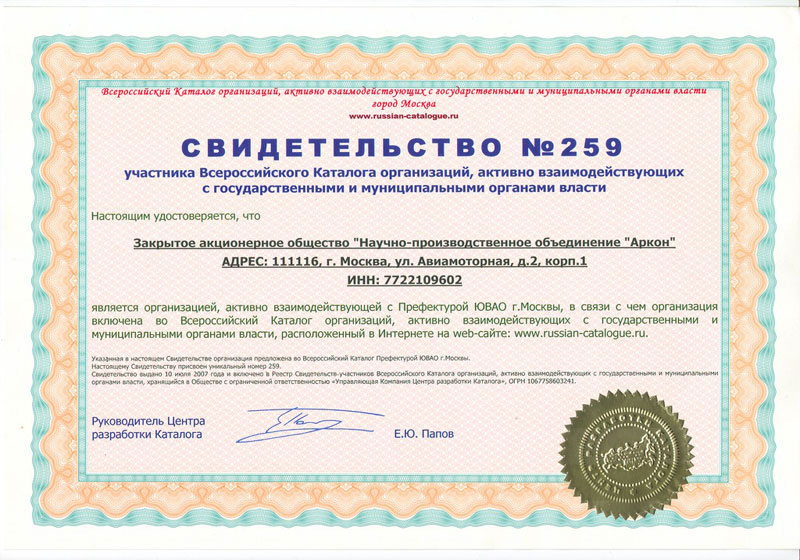 Всероссийский Каталог организаций, активно взаимодействующих с государственными и муниципальными органами власти
город Москва
www.russian-catalogue.ru
СВИДЕТЕЛЬСТВО №259
участника Всероссийского Каталога организаций, активно взаимодействующих
с государственными и муниципальными органами власти
Настоящим удостоверяется, что
Закрытое акционерное общество "Научно-производственное объединение "Аркон"
АДРЕС: 111116, г. Москва, ул. Авиамоторная, д.2, корп.1
ИНН: 7722109602
является организацией, активно взаимодействующей с Префектурой ЮВАО г.Москвы, в связи с чем организация
включена во Всероссийский Каталог организаций, активно взаимодействующих с государственными и
муниципальными органами власти, расположенный в Интернете на web-сайте: www.russian-catalogue.ru.
Указанная в настоящем Свидетельстве организация предложена во Всероссийский Каталог Префектурой ЮВАО г.Москвы.
Настоящему Свидетельству присвоен уникальный номер 259.
Свидетельство выдано 10 июля 2007 года и включено в Реестр Свидетельств-участников Всероссийского Каталога организаций, активно взаимодействующих с государственными и муниципальными
органами власти, хранящийся в Обществе с ограниченной ответственностью «Управляющая Компания Центра разработки Каталога», ОГРН 1067758603241.
Руководитель Центра
разработки Каталога
Е.Ю. Папов